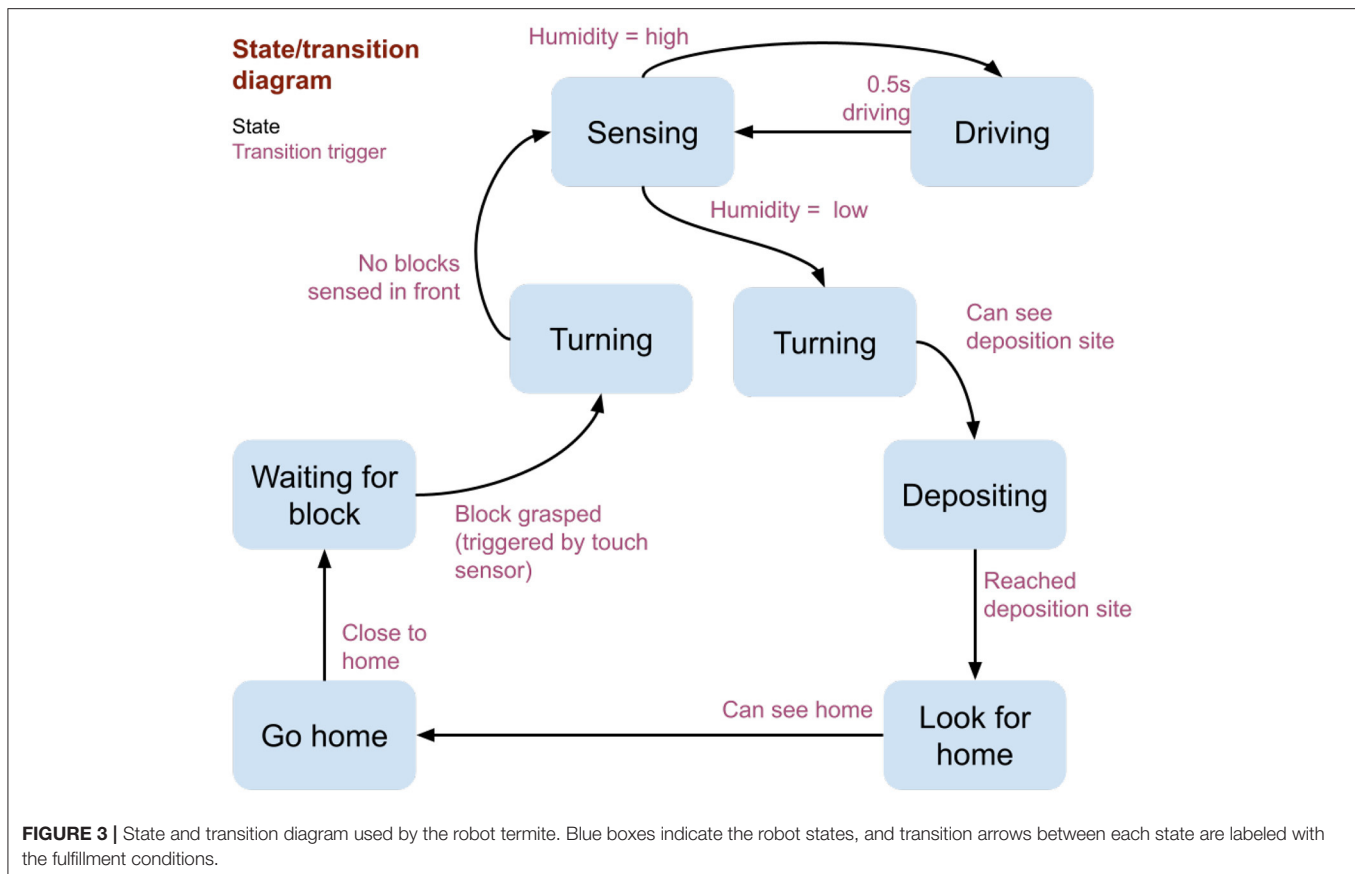 State/transition
diagram
State
Transition trigger
Humidity = high
0.5s
driving
Sensing
Driving
Humidity =  low
No blocks
sensed in front
Turning
Turning
Can see
deposition site
Waiting for
block
Block grasped
(triggered by touch
sensor)
Depositing
Reached
deposition site
Close to
home
Can see home
Go home
Look for
home
FIGURE 3 | State and transition diagram used by the robot termite. Blue boxes indicate the robot states, and transition arrows between each state are labeled with
the fulfillment conditions.